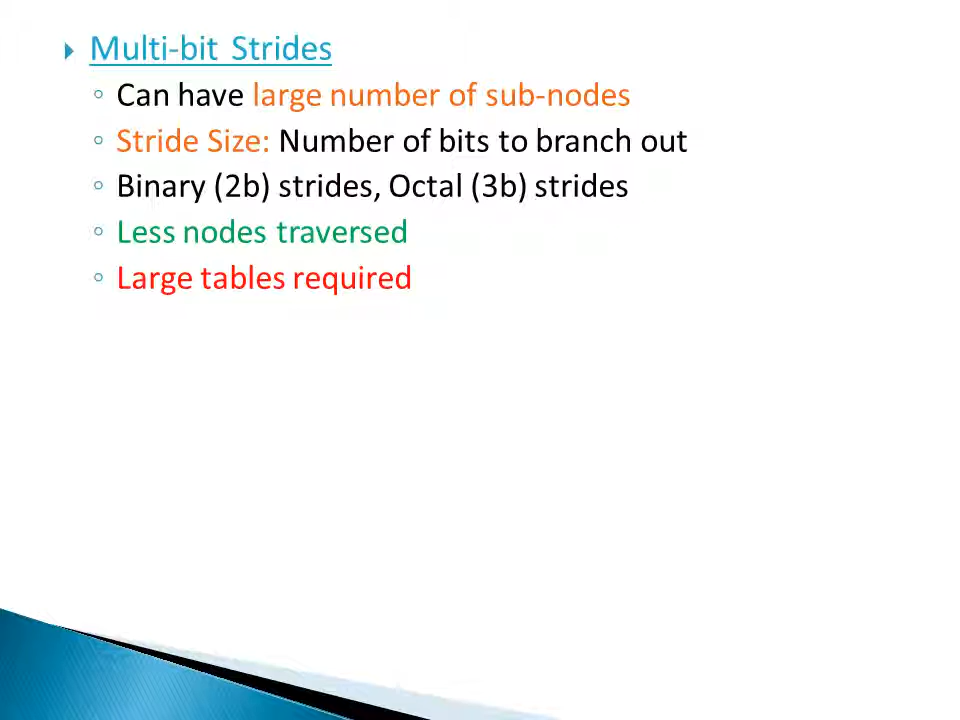 Multi-bit Strides
Can have large number of sub-nodes
Stride Size: Number of bits to branch out
Binary (2b) strides, Octal (3b) strides
Less nodes traversed
Large tables required